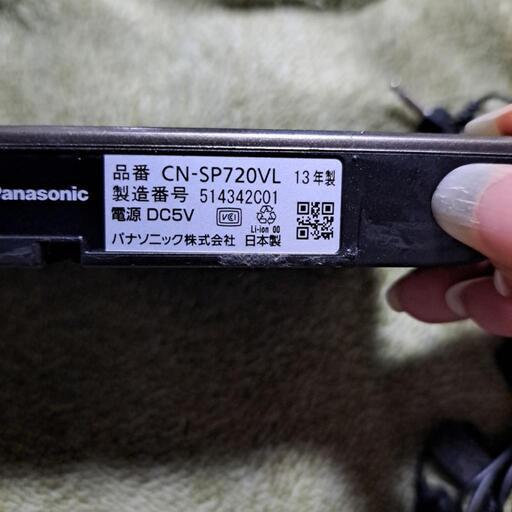 Panasonic
品番 CN-SP720VL 13年製
製造番号 514342C01
電源 DC5V VCI Li-ion 00
パナソニック株式会社 日本製